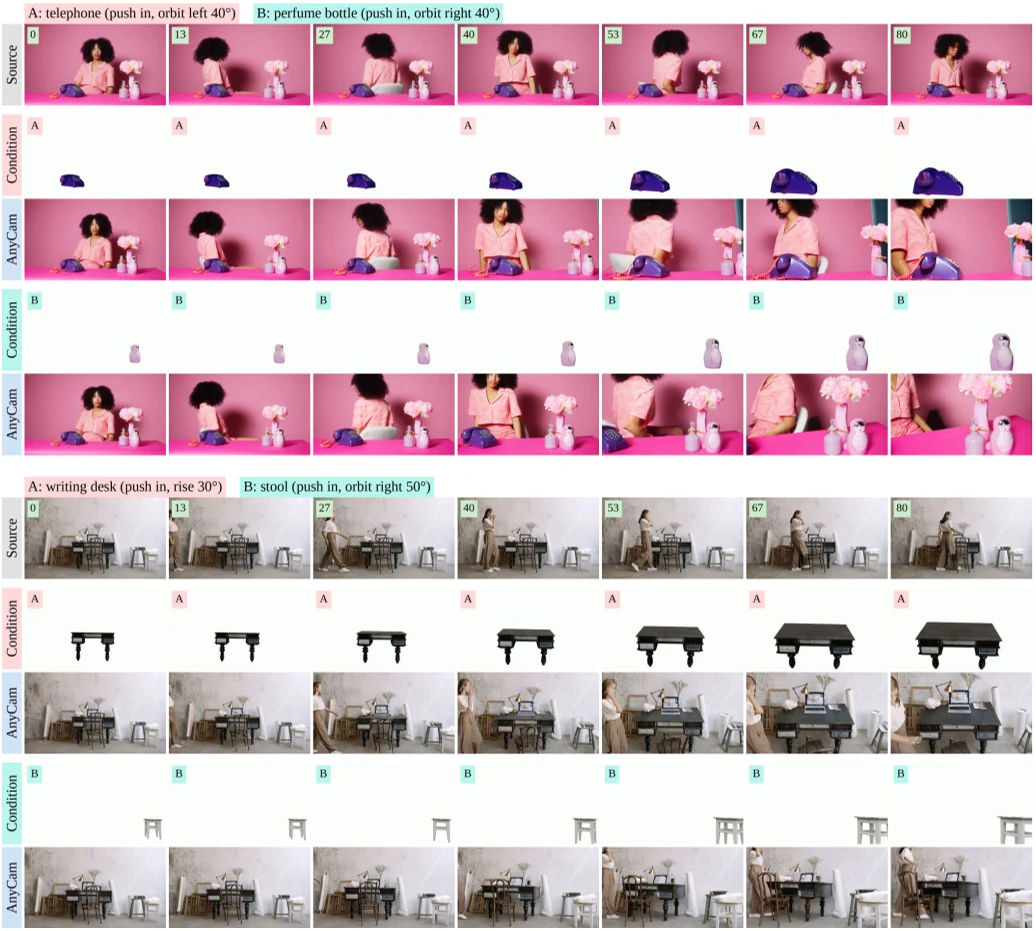 A: telephone (push in, orbit left 40°) B: perfume bottle (push in, orbit right 40°)
Source 0 13 27 40 53 67 80
Condition A A A A A A A
AnyCam
Condition B B B B B B B
AnyCam
A: writing desk (push in, rise 30°) B: stool (push in, orbit right 50°)
Source 0 13 27 40 53 67 80
Condition A A A A A A A
AnyCam
Condition B B B B B B B
AnyCam